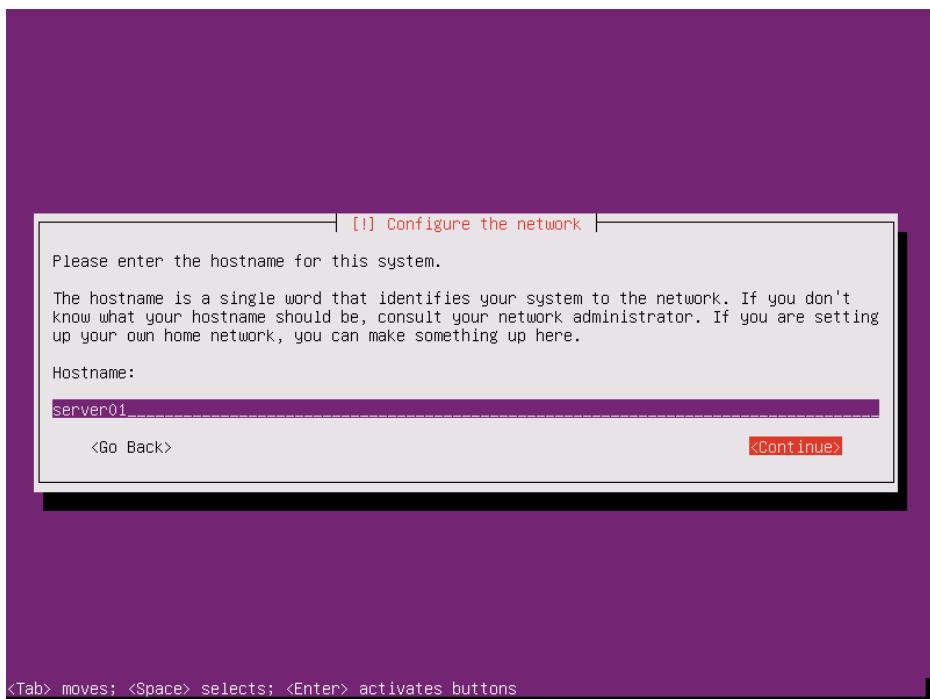 [!] Configure the network
Please enter the hostname for this system.
The hostname is a single word that identifies your system to the network. If you don't
know what your hostname should be, consult your network administrator. If you are setting
up your own home network, you can make something up here.
Hostname:
server01
<Go Back> <Continue>
<Tab> moves; <Space> selects; <Enter> activates buttons